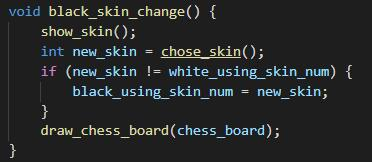 void black_skin_change() {
    show_skin();
    int new_skin = chose_skin();
    if (new_skin != white_using_skin_num) {
        black_using_skin_num = new_skin;
    }
    draw_chess_board(chess_board);
}